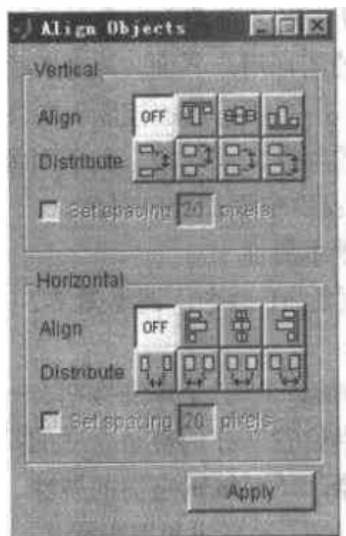 Align Objects
Vertical
Align OFF
Distribute
Set spacing 20 pixels
Horizontal
Align OFF
Distribute
Set spacing 20 pixels
Apply